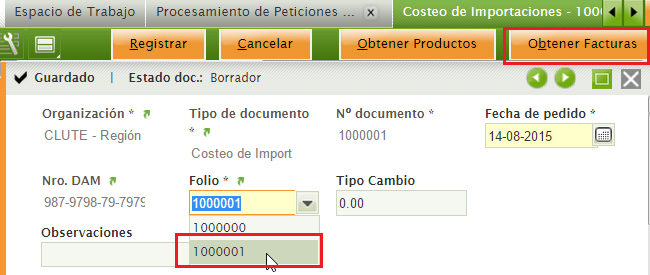 Espacio de Trabajo Procesamiento de Peticiones ... x Costeo de Importaciones - 1000
Registrar Cancelar Obtener Productos Obtener Facturas
Guardado | Estado doc.: Borrador
Organización * Tipo de documento * Nº documento * Fecha de pedido *
CLUTE - Región Costeo de Import 1000001 14-08-2015
Nro. DAM Folio * Tipo Cambio
987-9798-79-7979 1000001 0.00
1000000
Observaciones
1000001